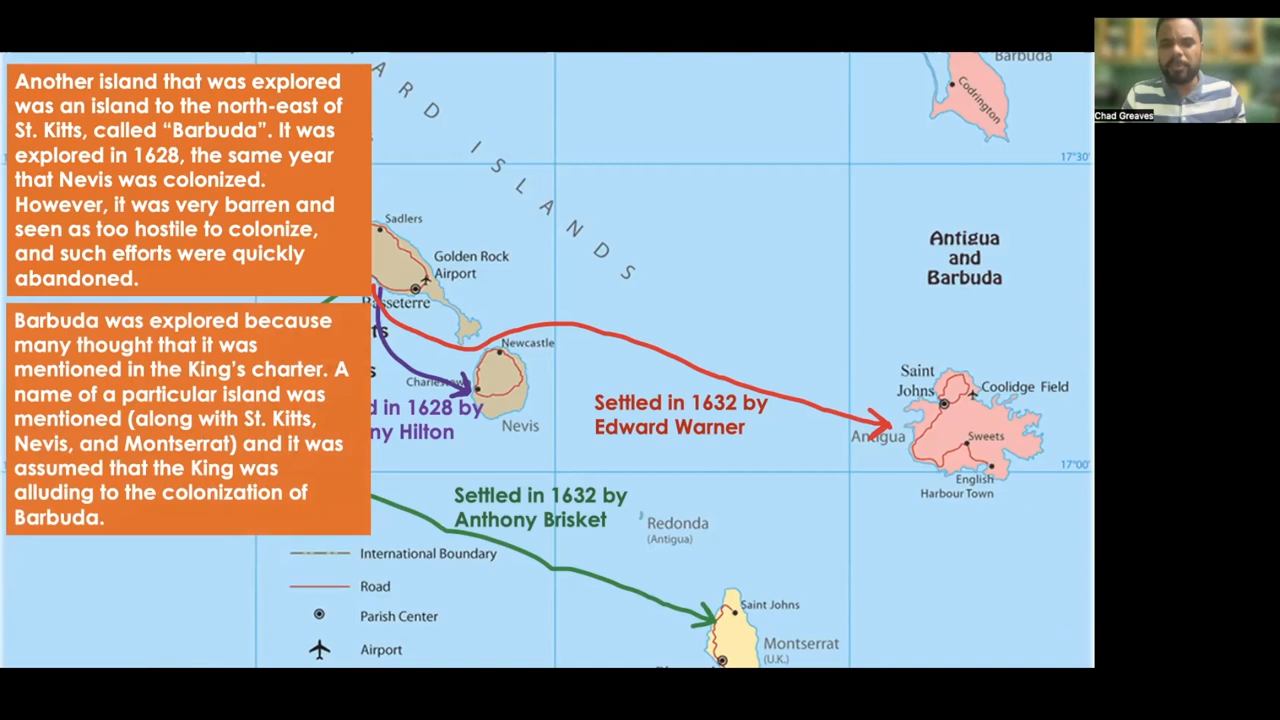 Another island that was explored
was an island to the north-east of
St. Kitts, called “Barbuda”. It was
explored in 1628, the same year
that Nevis was colonized.
However, it was very barren and
seen as too hostile to colonize,
and such efforts were quickly
abandoned.
Barbuda was explored because
many thought that it was
mentioned in the King’s charter. A
name of a particular island was
mentioned (along with St. Kitts,
Nevis, and Montserrat) and it was
assumed that the King was
alluding to the colonization of
Barbuda.
Chad Greaves
Barbuda
Codrington
ARD ISLANDS
17°30'
Sadlers
Golden Rock
Airport
Basseterre
Antigua
and
Barbuda
Newcastle
Charlestown
Nevis
d in 1628 by
ny Hilton
Settled in 1632 by
Edward Warner
Saint
Johns
Coolidge Field
Antigua
Sweets
English
Harbour Town
17°00'
Settled in 1632 by
Anthony Brisket
Redonda
(Antigua)
International Boundary
Road
Parish Center
Airport
Saint Johns
Montserrat
(U.K.)